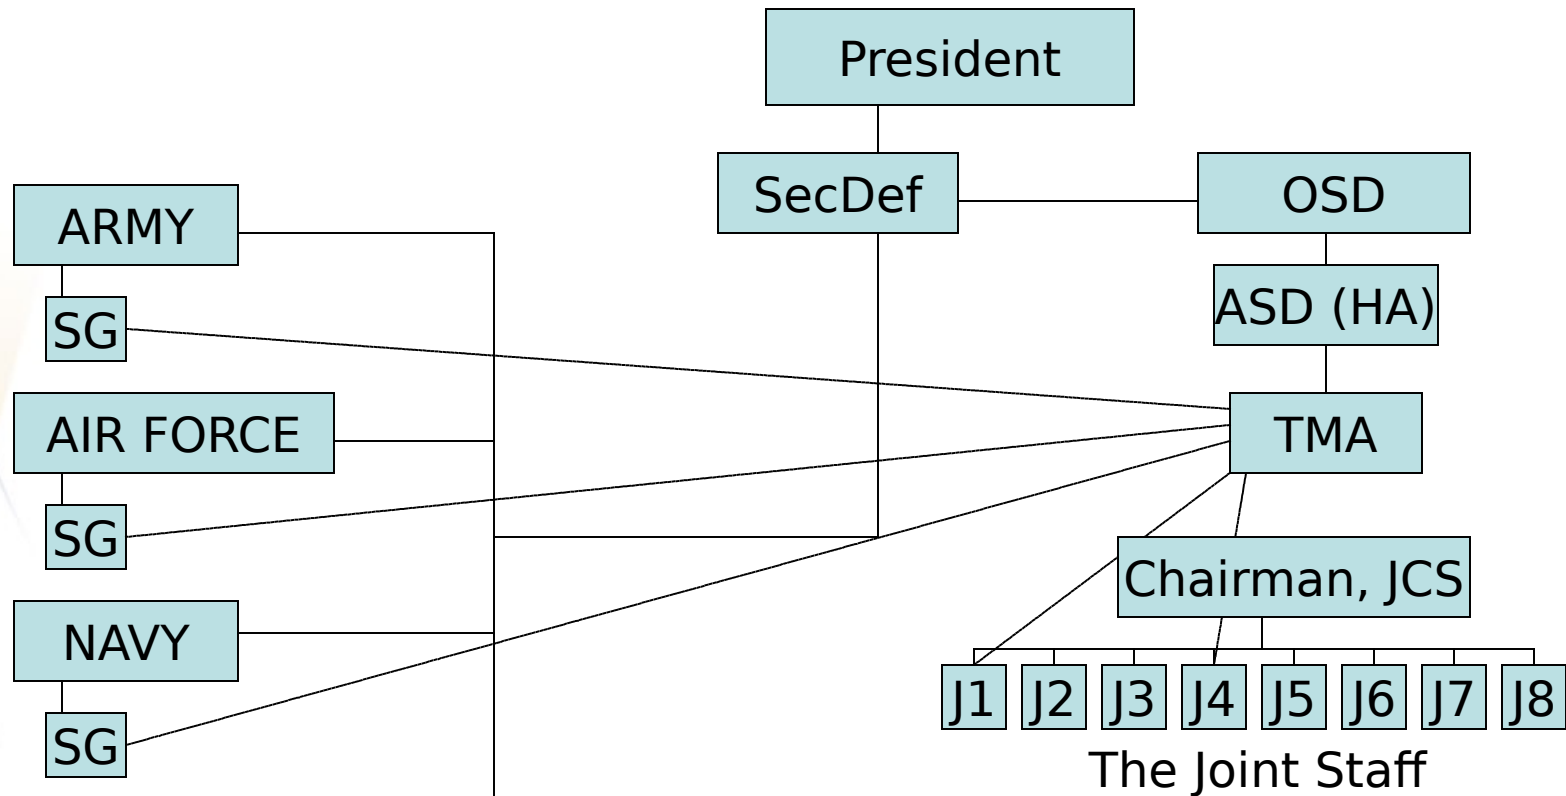 President
SecDef
OSD
ARMY
ASD (HA)
SG
AIR FORCE
TMA
SG
Chairman, JCS
NAVY
J1 J2 J3 J4 J5 J6 J7 J8
SG
The Joint Staff